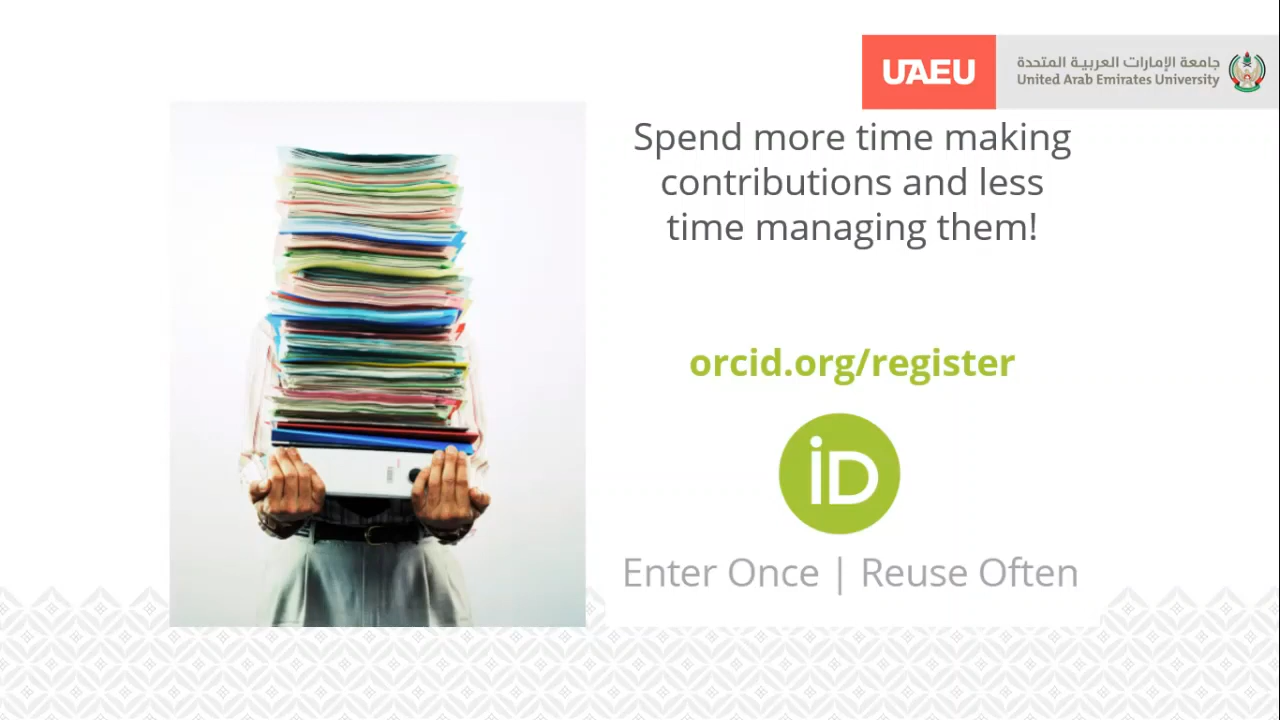 UAEU
جامعة الإمارات العربية المتحدة
United Arab Emirates University
Spend more time making
contributions and less
time managing them!
orcid.org/register
iD
Enter Once | Reuse Often